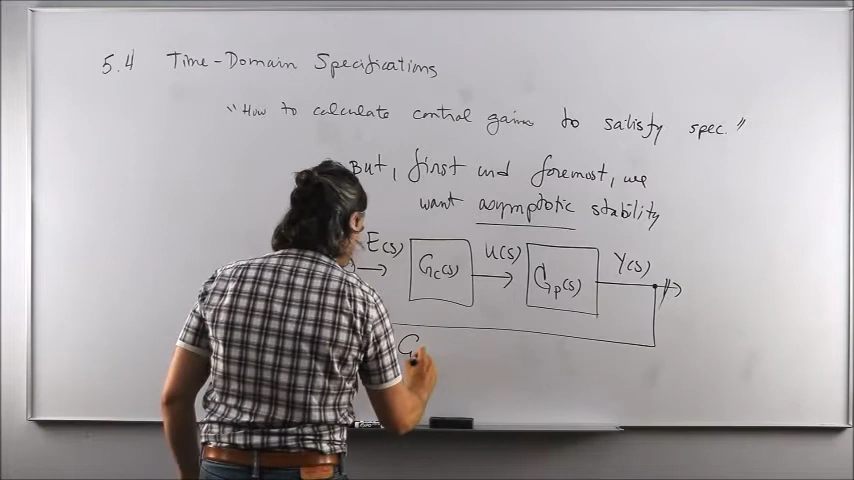 5.4 Time-Domain Specifications
"How to calculate control gains to satisfy spec."
But, first and foremost, we
want asymptotic stability
E(s) Gc(s) U(s) Gp(s) Y(s)
G